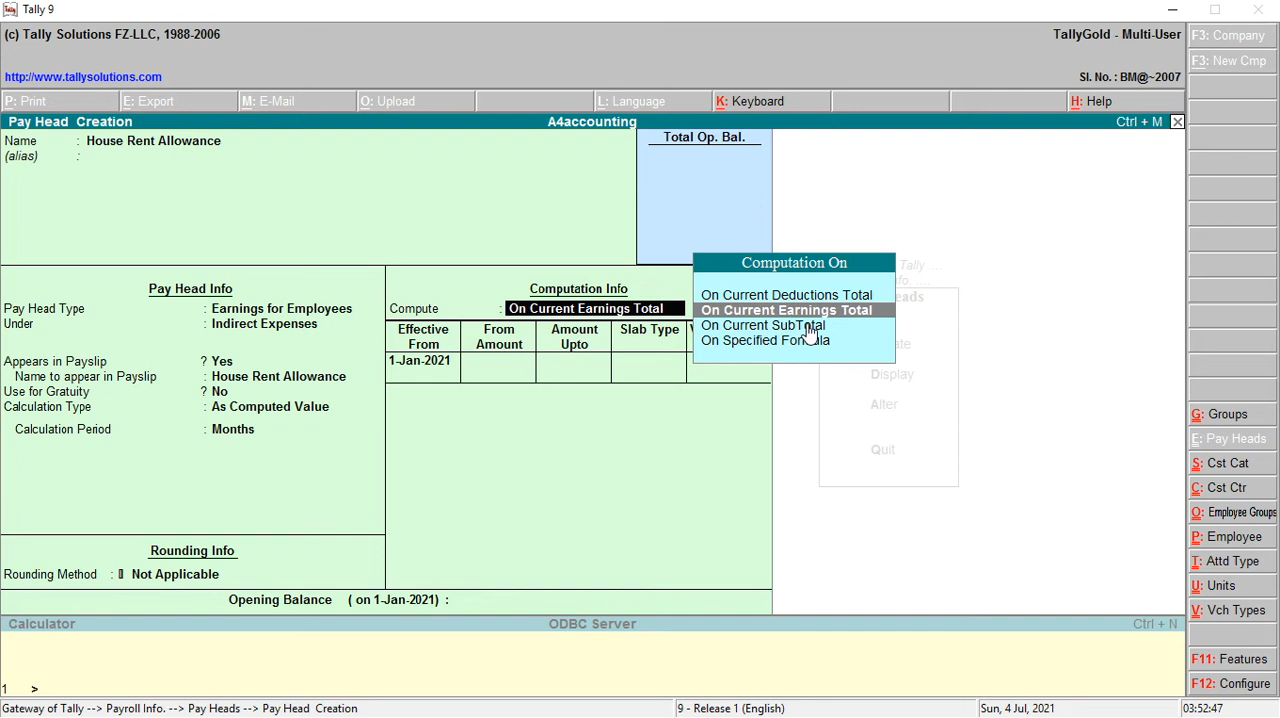 Tally 9
(c) Tally Solutions FZ-LLC, 1988-2006
TallyGold - Multi-User
http://www.tallysolutions.com
Sl. No. : BM@~2007
P: Print
E: Export
M: E-Mail
O: Upload
L: Language
K: Keyboard
H: Help
Pay Head Creation
A4accounting
Ctrl + M
Name : House Rent Allowance
(alias) :
Total Op. Bal.
Pay Head Info
Pay Head Type : Earnings for Employees
Under : Indirect Expenses
Appears in Payslip ? Yes
Name to appear in Payslip : House Rent Allowance
Use for Gratuity ? No
Calculation Type : As Computed Value
Calculation Period : Months
Rounding Info
Rounding Method : Not Applicable
Computation Info
Compute : On Current Earnings Total
Effective From
From Amount
Amount Upto
Slab Type
1-Jan-2021
Computation On
On Current Deductions Total
On Current Earnings Total
On Current SubTotal
On Specified Formula
Tally ....
Display
Alter
Quit
Opening Balance ( on 1-Jan-2021) :
Calculator
ODBC Server
Ctrl + N
1 >
F3: Company
F3: New Cmp
G: Groups
E: Pay Heads
S: Cst Cat
C: Cst Ctr
O: Employee Groups
P: Employee
T: Attd Type
U: Units
V: Vch Types
F11: Features
F12: Configure
Gateway of Tally --> Payroll Info. --> Pay Heads --> Pay Head Creation
9 - Release 1 (English)
Sun, 4 Jul, 2021
03:52:47